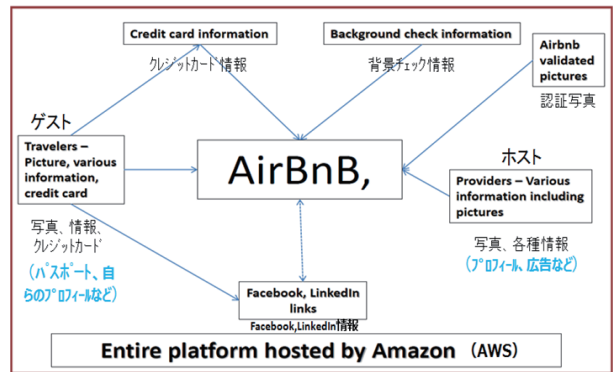 Credit card information
クレジットカード情報
Background check information
背景チェック情報
Airbnb
validated
pictures
認証写真
ゲスト
Travelers –
Picture, various
information,
credit card
写真、情報、
クレジットカード
（パスポート、自
らのプロフィールなど）
AirBnB,
ホスト
Providers – Various
information including
pictures
写真、各種情報
（プロフィール、広告など）
Facebook, LinkedIn
links
Facebook,LinkedIn情報
Entire platform hosted by Amazon （AWS）